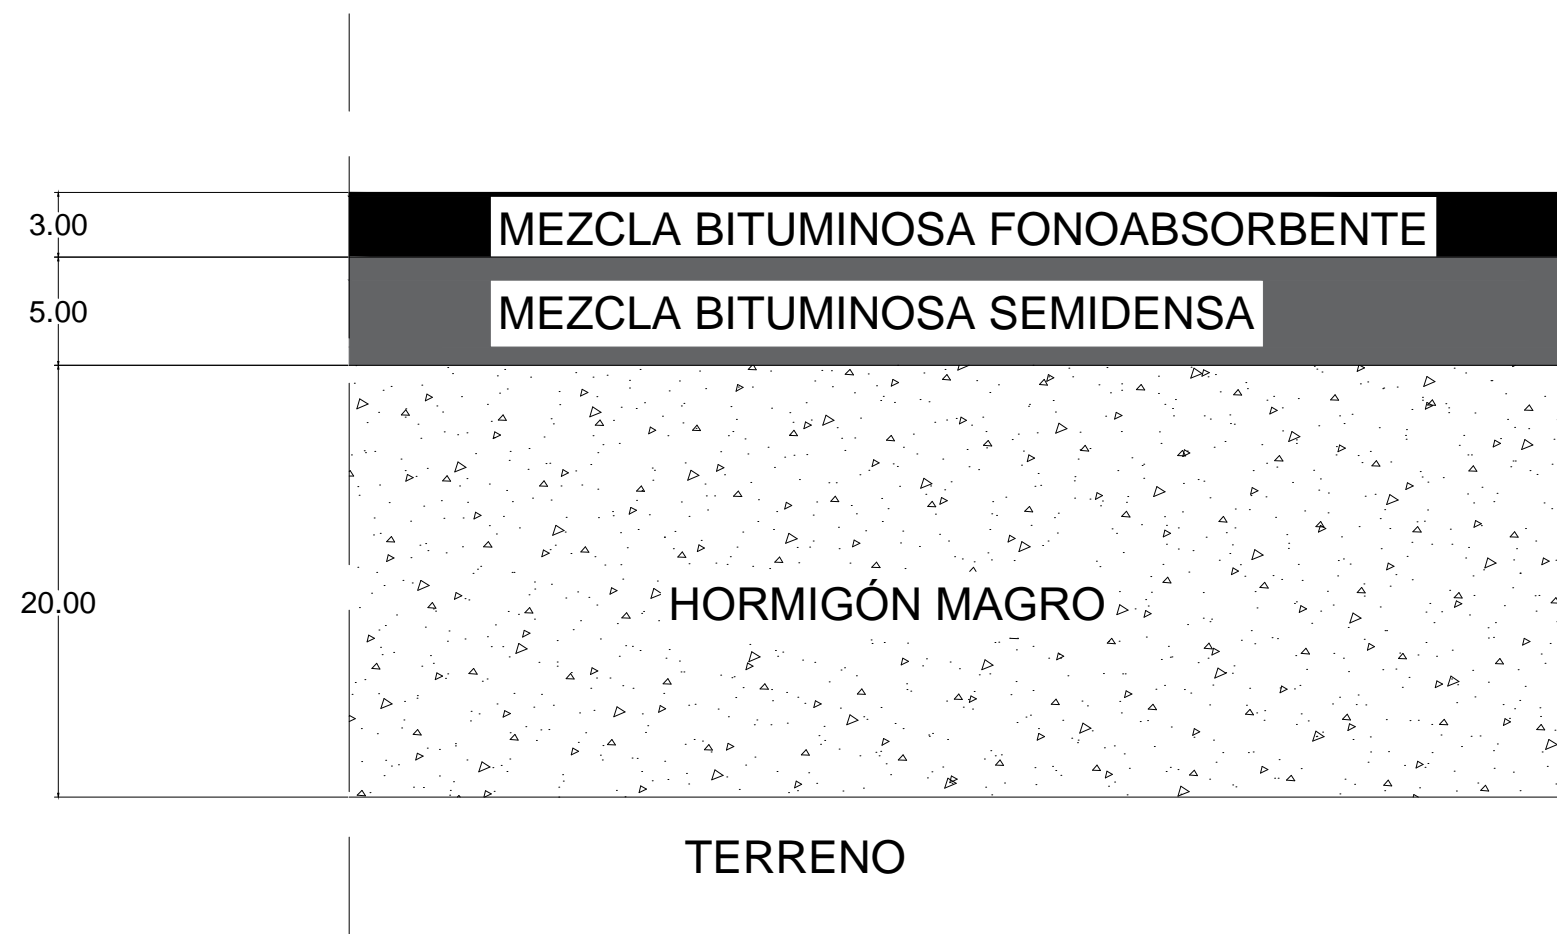 3.00
MEZCLA BITUMINOSA FONOABSORBENTE
5.00
MEZCLA BITUMINOSA SEMIDENSA
20.00
HORMIGÓN MAGRO
TERRENO